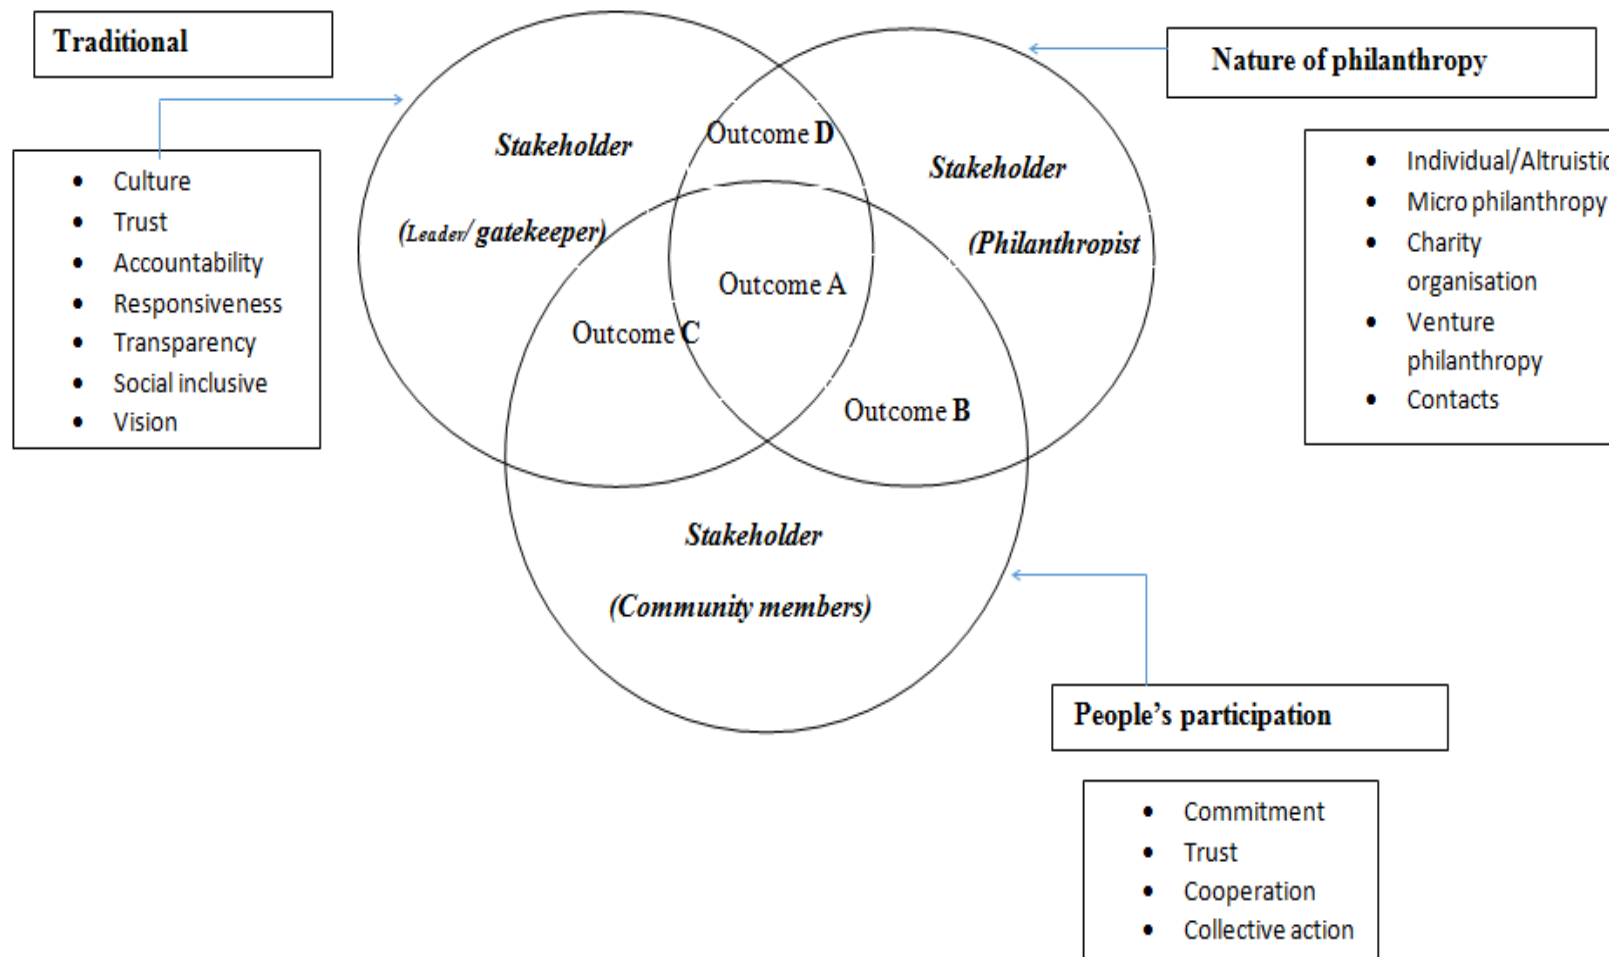 Traditional
Nature of philanthropy
• Culture
• Trust
• Accountability
• Responsiveness
• Transparency
• Social inclusive
• Vision
Stakeholder
(Leader/ gatekeeper)
Outcome D
Stakeholder
(Philanthropist
Outcome A
Outcome C
Outcome B
• Individual/Altruistic
• Micro philanthropy
• Charity
organisation
• Venture
philanthropy
• Contacts
Stakeholder
(Community members)
People’s participation
• Commitment
• Trust
• Cooperation
• Collective action